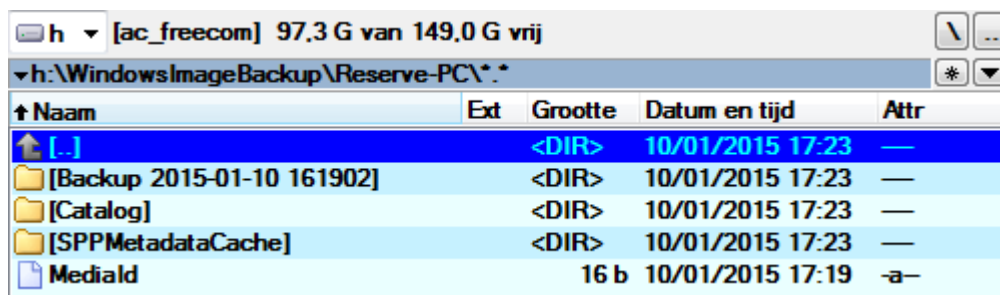 h [ac_freecom] 97,3 G van 149,0 G vrij \ ..
h:\WindowsImageBackup\Reserve-PC\*.* *
Naam Ext Grootte Datum en tijd Attr
[..] <DIR> 10/01/2015 17:23 —
[Backup 2015-01-10 161902] <DIR> 10/01/2015 17:23 —
[Catalog] <DIR> 10/01/2015 17:23 —
[SPPMetadataCache] <DIR> 10/01/2015 17:23 —
MediaId 16 b 10/01/2015 17:19 -a--